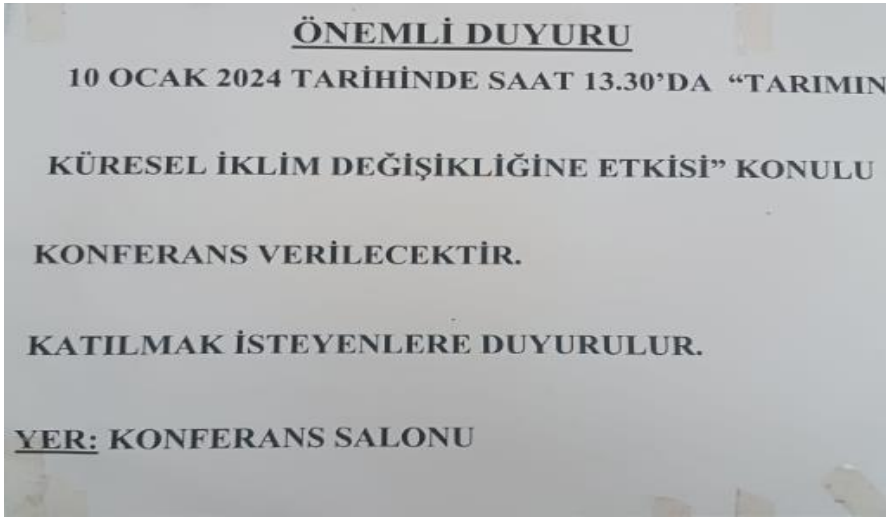 ÖNEMLİ DUYURU
10 OCAK 2024 TARİHİNDE SAAT 13.30’DA “TARIMIN
KÜRESEL İKLİM DEĞİŞİKLİĞİNE ETKİSİ” KONULU
KONFERANS VERİLECEKTİR.
KATILMAK İSTEYENLERE DUYURULUR.
YER: KONFERANS SALONU